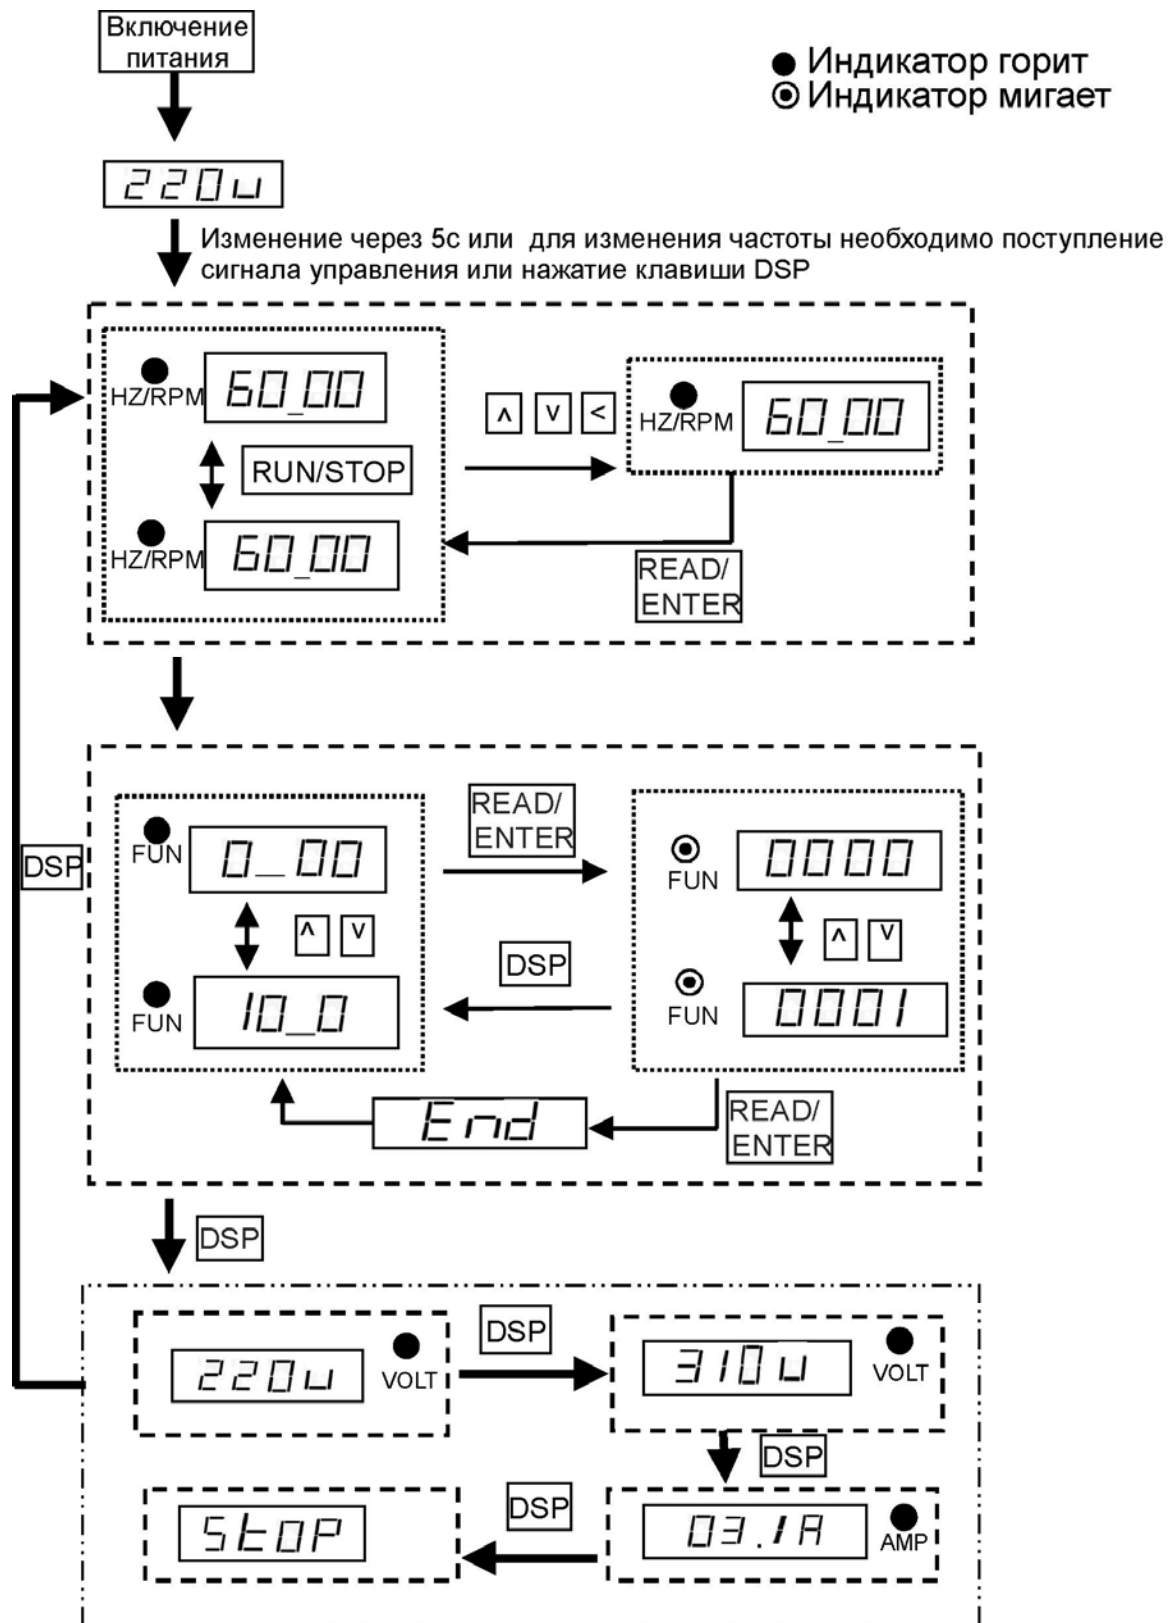 Включение
питания
● Индикатор горит
◉ Индикатор мигает
220u
Изменение через 5с или для изменения частоты необходимо поступление
сигнала управления или нажатие клавиши DSP
HZ/RPM 60_00
^ v <
HZ/RPM 60_00
RUN/STOP
HZ/RPM 60_00
READ/
ENTER
DSP
FUN 0_00
READ/
ENTER
FUN 0000
^ v
DSP
^ v
FUN 10_0
FUN 0001
End
READ/
ENTER
DSP
220u VOLT
DSP
310u VOLT
DSP
StoP
DSP
03.1A AMP